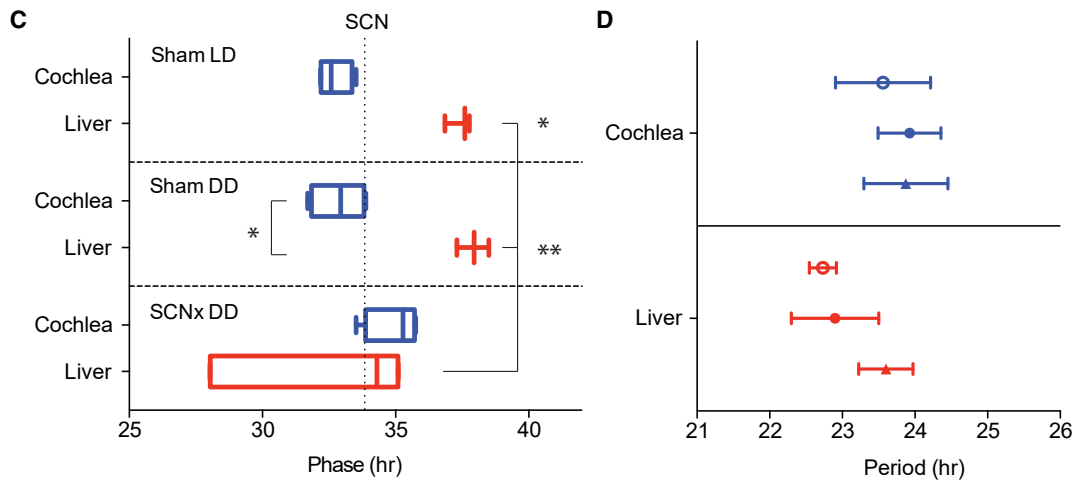 C
SCN
Sham LD
Cochlea
Liver
*
Sham DD
Cochlea
*
Liver
**
SCNx DD
Cochlea
Liver
25 30 35 40
Phase (hr)
D
Cochlea
Liver
21 22 23 24 25 26
Period (hr)